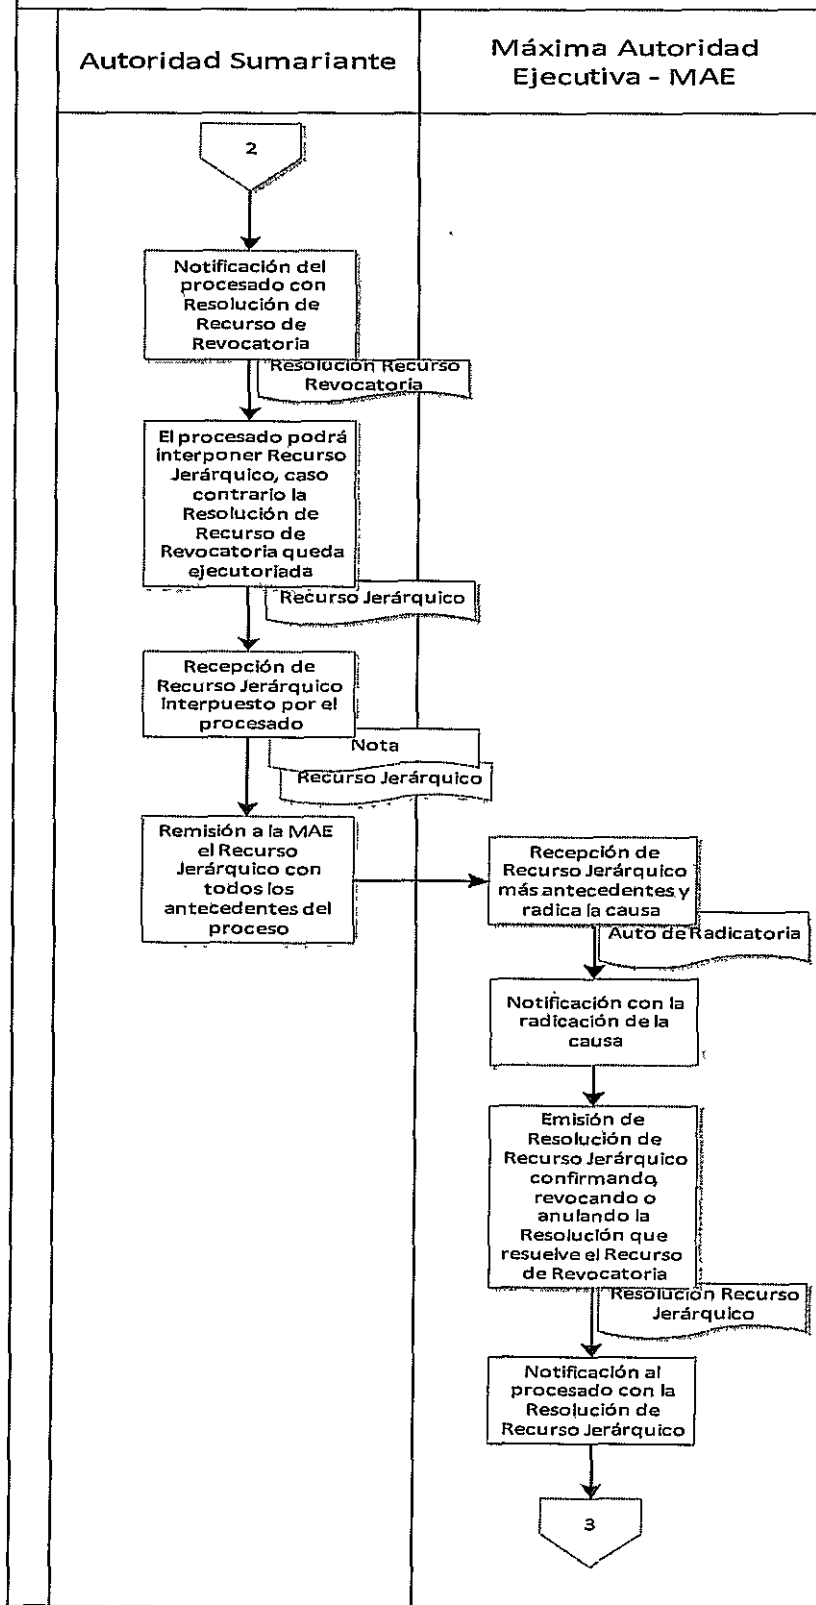 Autoridad Sumariante
Máxima Autoridad
Ejecutiva - MAE
2
Notificación del
procesado con
Resolución de
Recurso de
Revocatoria
Resolución Recurso
Revocatoria
El procesado podrá
interponer Recurso
Jerárquico, caso
contrario la
Resolución de
Recurso de
Revocatoria queda
ejecutoriada
Recurso Jerárquico
Recepción de
Recurso Jerárquico
interpuesto por el
procesado
Nota
Recurso Jerárquico
Remisión a la MAE
el Recurso
Jerárquico con
todos los
antecedentes del
proceso
Recepción de
Recurso Jerárquico
más antecedentes y
radica la causa
Auto de Radicatoria
Notificación con la
radicación de la
causa
Emisión de
Resolución de
Recurso Jerárquico
confirmando,
revocando o
anulando la
Resolución que
resuelve el Recurso
de Revocatoria
Resolución Recurso
Jerárquico
Notificación al
procesado con la
Resolución de
Recurso Jerárquico
3